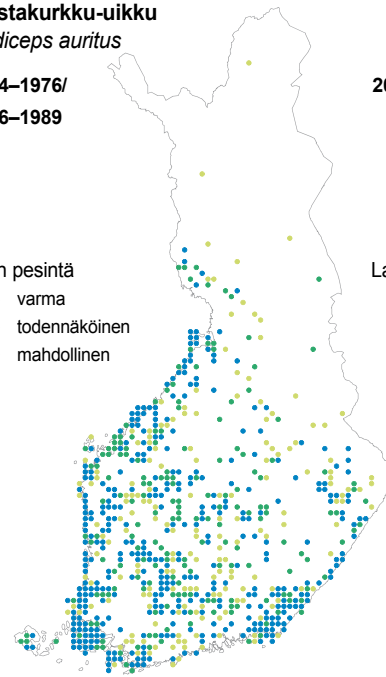 stakurkku-uikku
diceps auritus
4–1976/
6–1989
20
n pesintä
varma
todennäköinen
mahdollinen
La